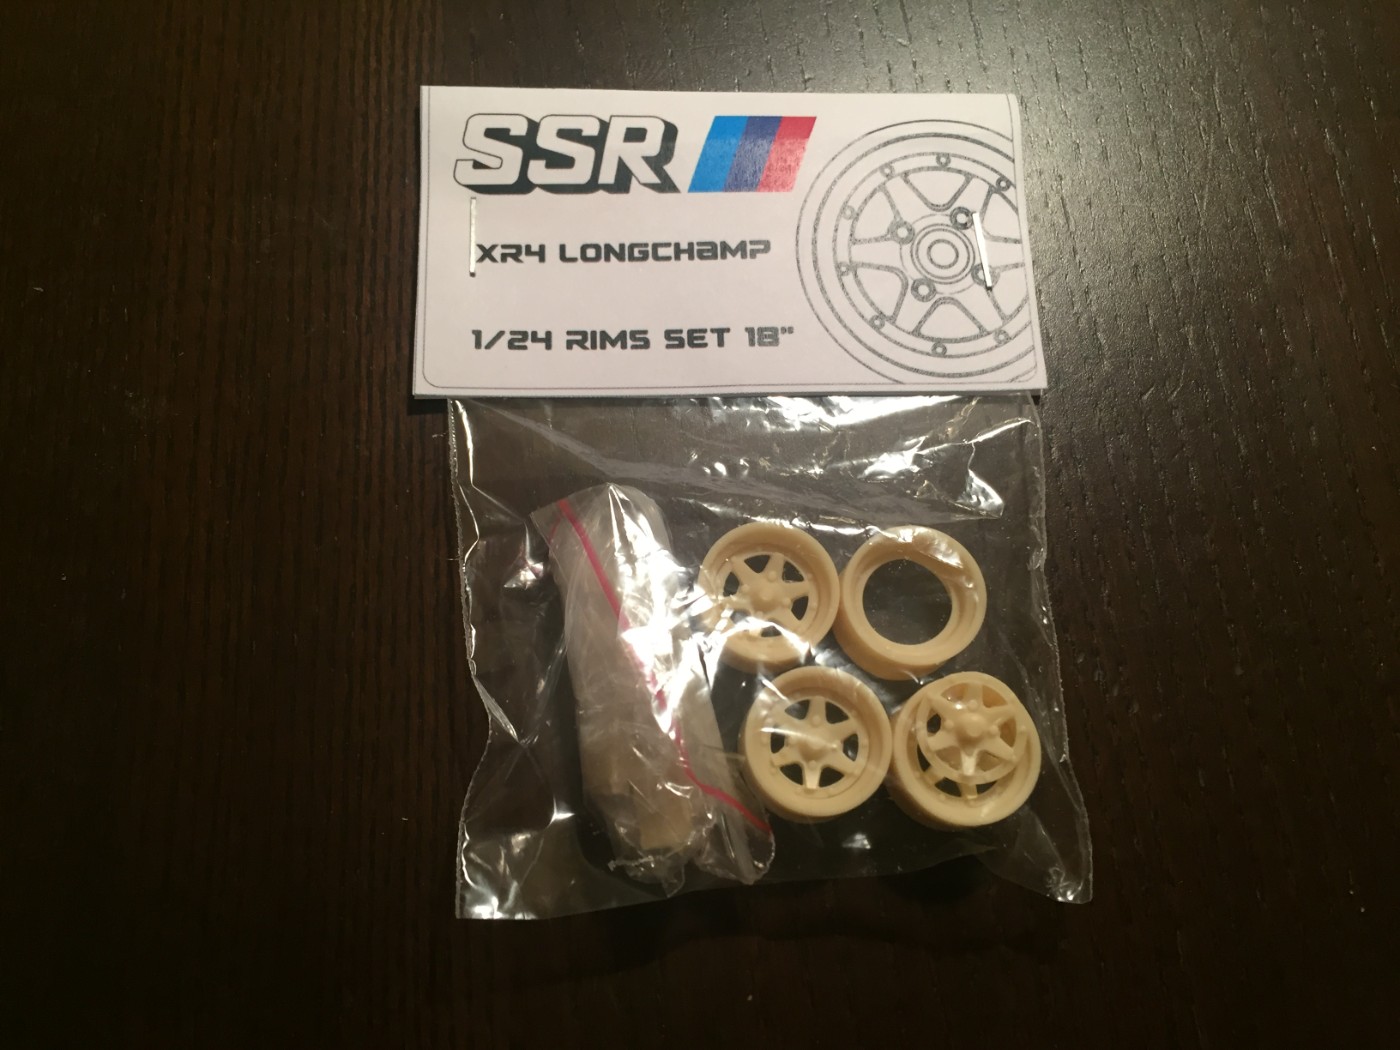 SSR
XR4 LONGCHAMP
1/24 RIMS SET 18"